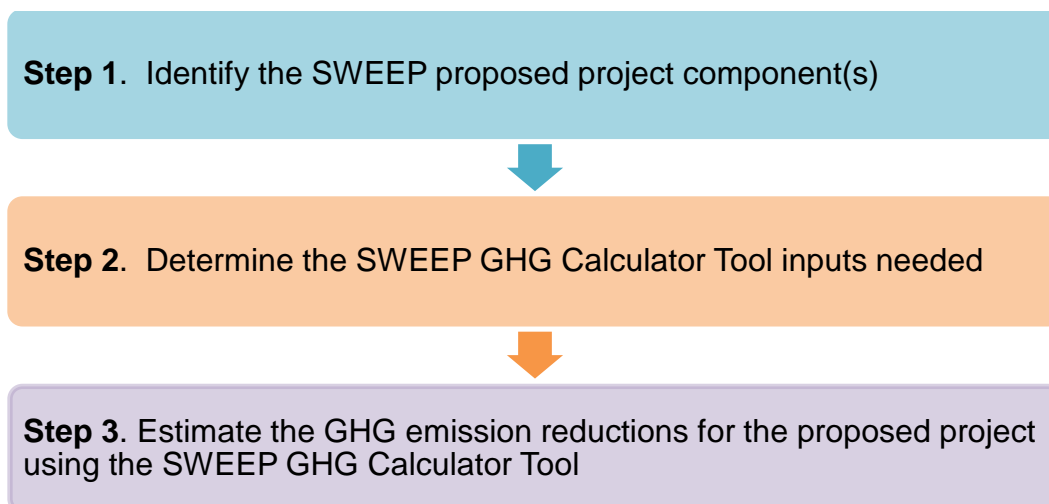 Step 1. Identify the SWEEP proposed project component(s)
Step 2. Determine the SWEEP GHG Calculator Tool inputs needed
Step 3. Estimate the GHG emission reductions for the proposed project
using the SWEEP GHG Calculator Tool